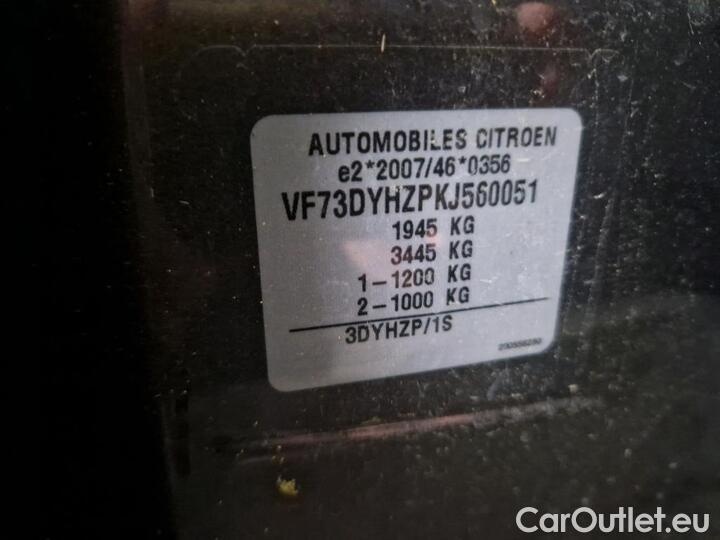 AUTOMOBILES CITROEN
e2*2007/46*0356
VF73DYHZPKJ560051
1945 KG
3445 KG
1-1200 KG
2-1000 KG
3DYHZP/1S
CarOutlet.eu